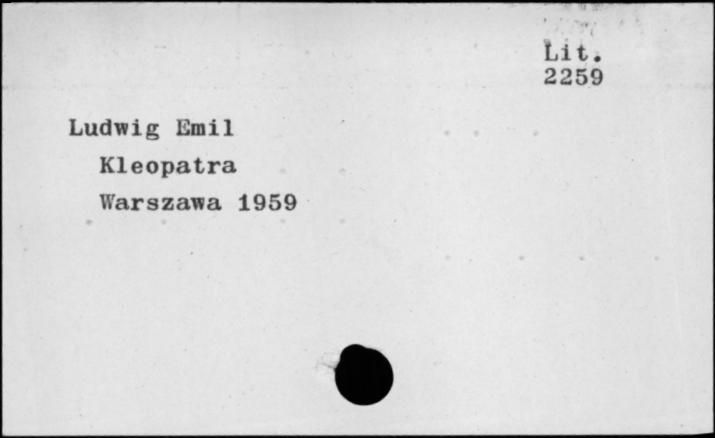 Lit.
2259
Ludwig Emil
Kleopatra
Warszawa 1959